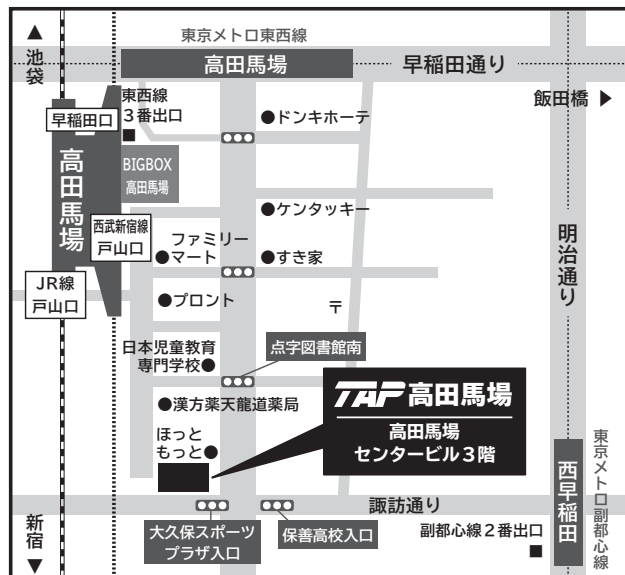 ▲
池袋
東京メトロ東西線
高田馬場
早稲田通り
飯田橋 ▶
早稲田口
東西線
3番出口
■
●ドンキホーテ
高田馬場
BIGBOX
高田馬場
●ケンタッキー
西武新宿線
戸山口
ファミリー
●マート
●すき家
明治通り
JR線
戸山口
●プロント
〒
日本児童教育
専門学校●
点字図書館南
TAP 高田馬場
高田馬場
センタービル3階
●漢方薬天龍道薬局
ほっと
もっと●
西早稲田
東京メトロ副都心線
諏訪通り
新宿
▼
大久保スポーツ
プラザ入口
保善高校入口
副都心線2番出口
■